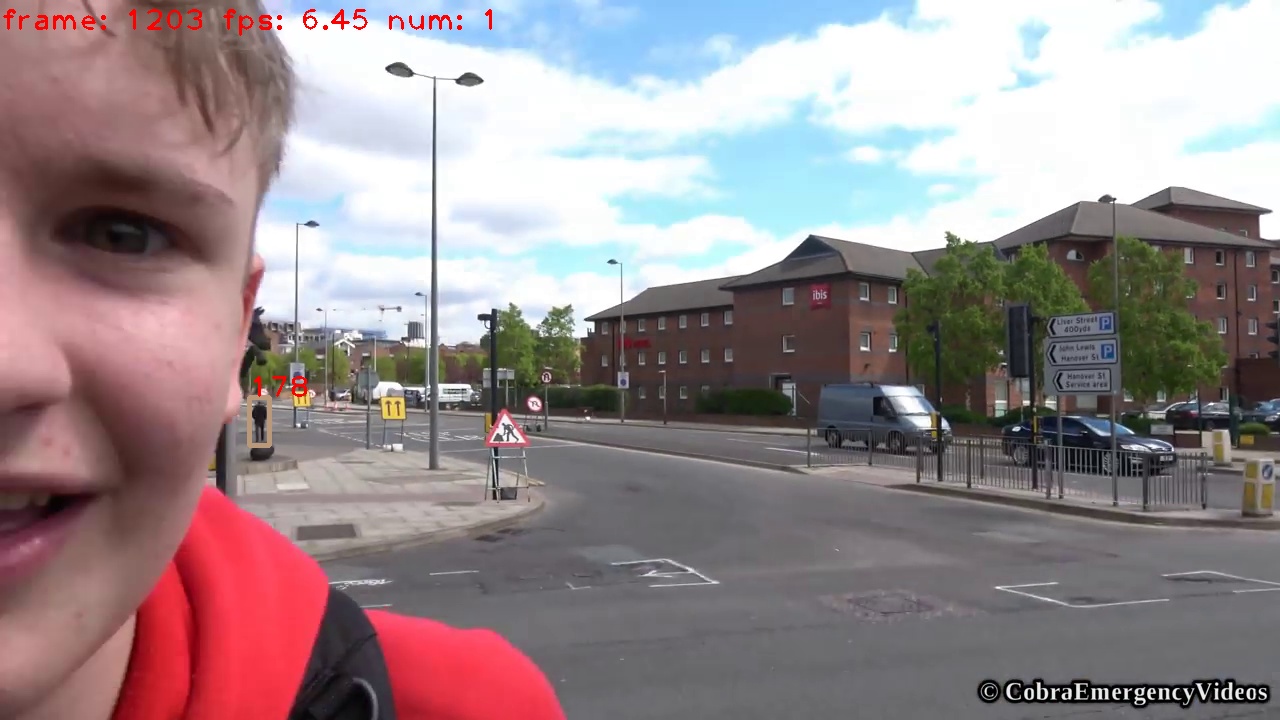 frame: 1203 fps: 6.45 num: 1
ibis
Liver Street
400yds
P
John Lewis
Hanover St
P
Hanover St
Service area
178
© CobraEmergencyVideos